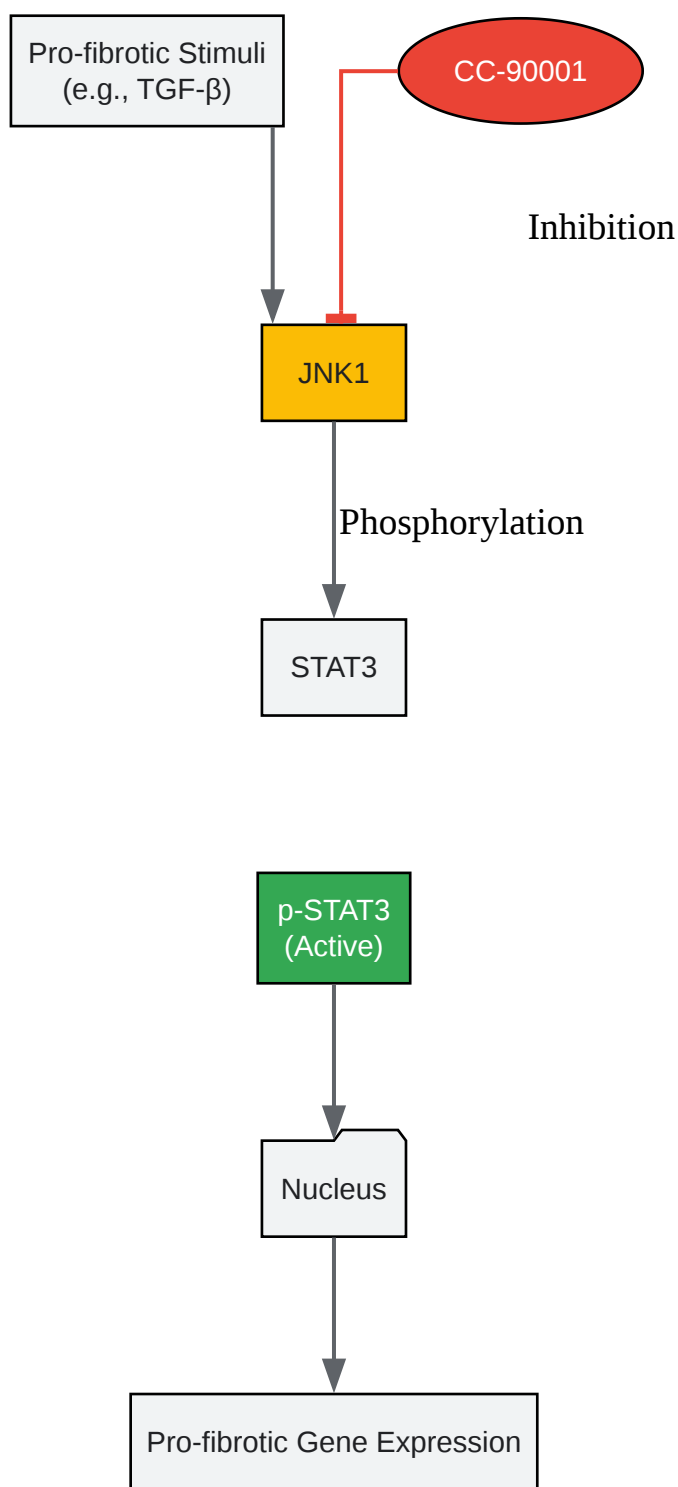 Pro-fibrotic Stimuli
(e.g., TGF-β)
CC-90001
Inhibition
JNK1
Phosphorylation
STAT3
p-STAT3
(Active)
Nucleus
Pro-fibrotic Gene Expression